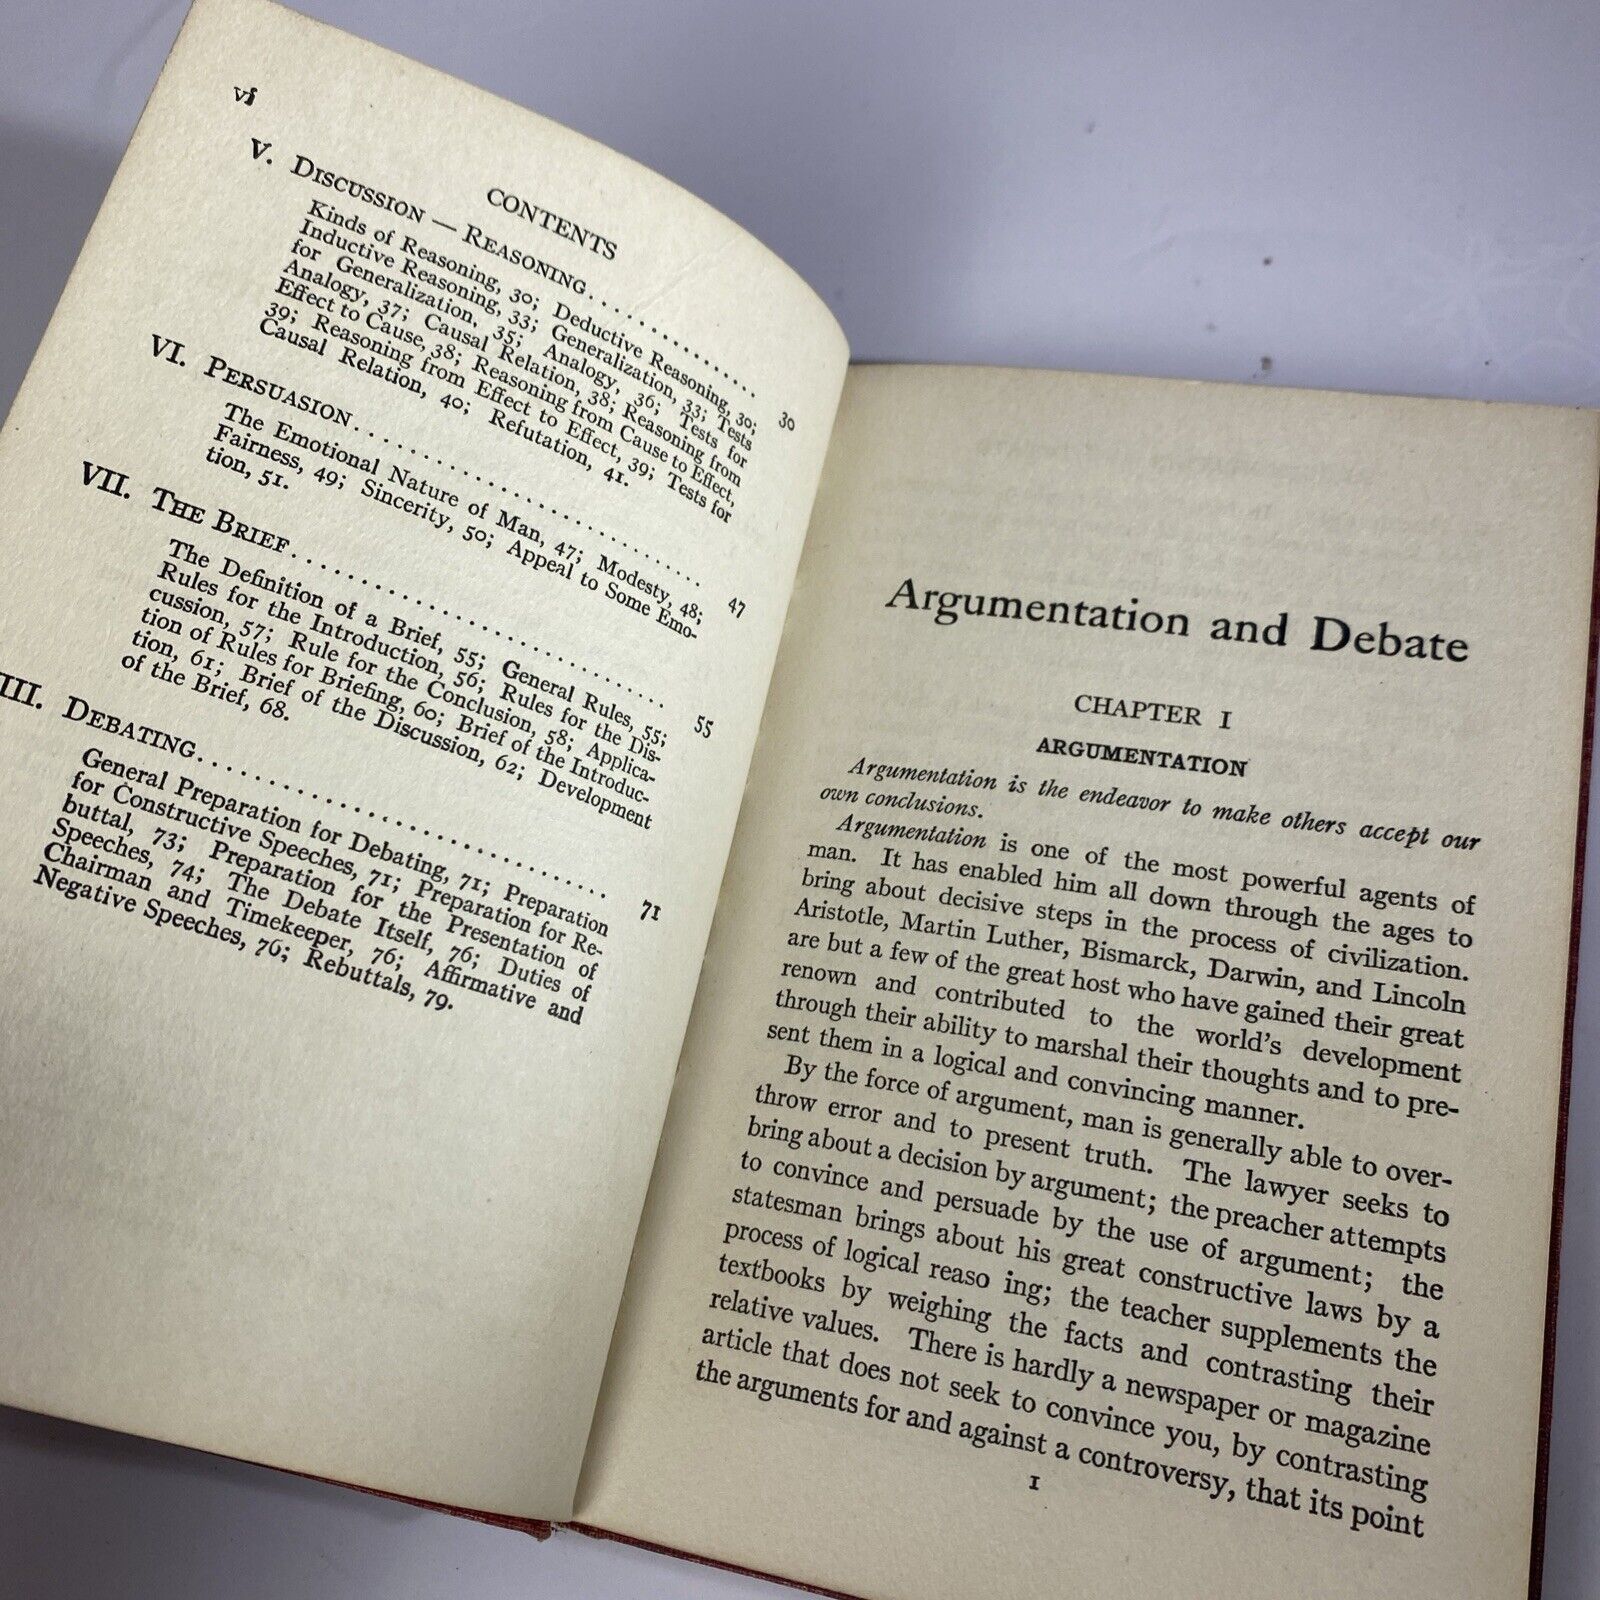 vi
CONTENTS
V. DISCUSSION — REASONING. . . . . . . . . . . . . . . . . . . 30
Kinds of Reasoning, 30; Deductive Reasoning, 30;
Inductive Reasoning, 33; Generalization, 33; Tests
for Generalization, 35; Analogy, 36; Tests for
Analogy, 37; Causal Relation, 38; Reasoning from
Effect to Cause, 38; Reasoning from Cause to Effect,
39; Reasoning from Effect to Effect, 39; Tests for
Causal Relation, 40; Refutation, 41.
VI. PERSUASION. . . . . . . . . . . . . . . . . . . . . . . . . . . 47
The Emotional Nature of Man, 47; Modesty, 48;
Fairness, 49; Sincerity, 50; Appeal to Some Emo-
tion, 51.
VII. THE BRIEF. . . . . . . . . . . . . . . . . . . . . . . . . . . . 55
The Definition of a Brief, 55; General Rules, 55;
Rules for the Introduction, 56; Rules for the Dis-
cussion, 57; Rule for the Conclusion, 58; Applica-
tion of Rules for Briefing, 60; Brief of the Introduc-
tion, 61; Brief of the Discussion, 62; Development
of the Brief, 68.
III. DEBATING. . . . . . . . . . . . . . . . . . . . . . . . . . . . 71
General Preparation for Debating, 71; Preparation
for Constructive Speeches, 71; Preparation for Re-
buttal, 73; Preparation for the Presentation of
Speeches, 74; The Debate Itself, 76; Duties of
Chairman and Timekeeper, 76; Affirmative and
Negative Speeches, 76; Rebuttals, 79.
Argumentation and Debate
CHAPTER I
ARGUMENTATION
Argumentation is the endeavor to make others accept our
own conclusions.
Argumentation is one of the most powerful agents of
man. It has enabled him all down through the ages to
bring about decisive steps in the process of civilization.
Aristotle, Martin Luther, Bismarck, Darwin, and Lincoln
are but a few of the great host who have gained their great
renown and contributed to the world's development
through their ability to marshal their thoughts and to pre-
sent them in a logical and convincing manner.
By the force of argument, man is generally able to over-
throw error and to present truth. The lawyer seeks to
bring about a decision by argument; the preacher attempts
to convince and persuade by the use of argument; the
statesman brings about his great constructive laws by a
process of logical reaso ing; the teacher supplements the
textbooks by weighing the facts and contrasting their
relative values. There is hardly a newspaper or magazine
article that does not seek to convince you, by contrasting
the arguments for and against a controversy, that its point
1